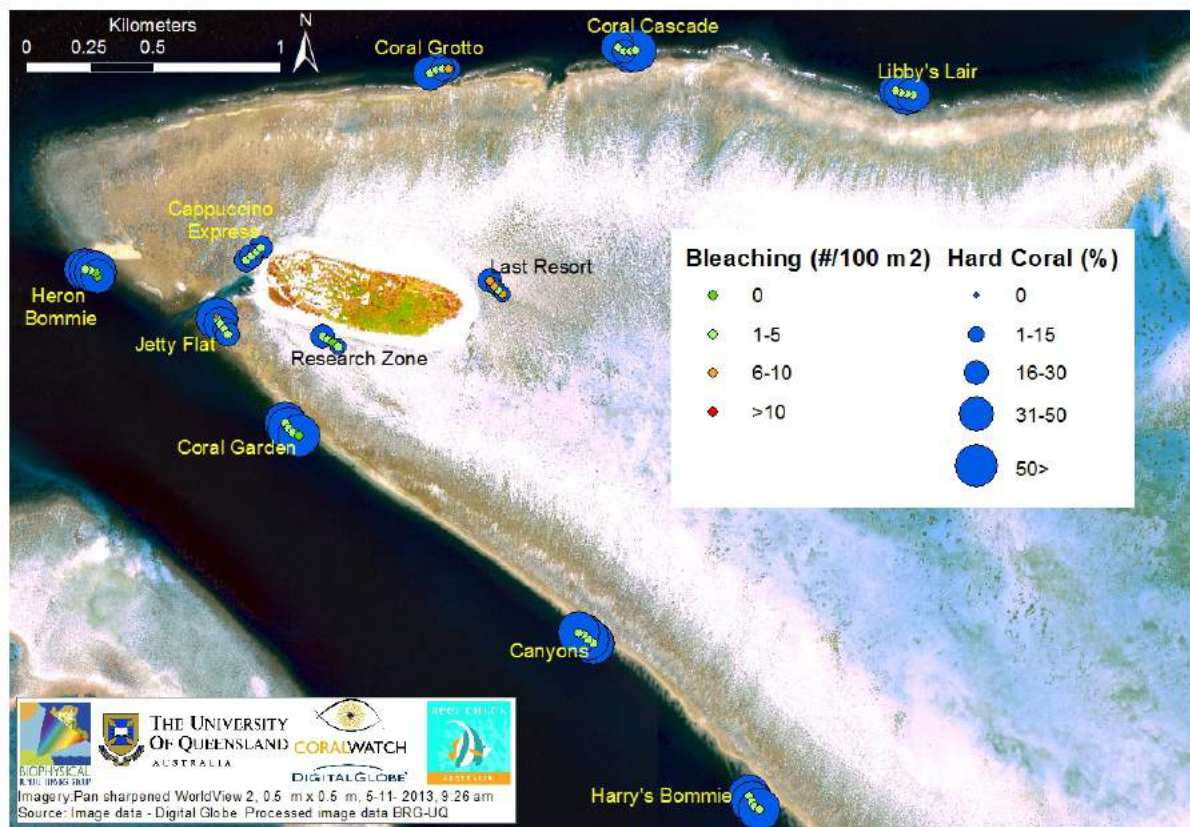 Kilometers
0 0.25 0.5 1
N
Coral Cascade
Coral Grotto
Libby's Lair
Cappuccino
Express
Last Resort
Heron
Bommie
Jetty Flat
Research Zone
Coral Garden
Canyons
Harry's Bommie
Bleaching (#/100 m2) Hard Coral (%)
0 0
1-5 1-15
6-10 16-30
>10 31-50
50>
BIOPHYSICAL
THE UNIVERSITY
OF QUEENSLAND
AUSTRALIA
CORALWATCH
DIGITALGLOBE
REEF CHECK
AUSTRALIA
Imagery:Pan sharpened WorldView 2, 0.5 m x 0.5 m, 5-11- 2013, 9:26 am
Source: Image data - Digital Globe Processed image data BRG-UQ